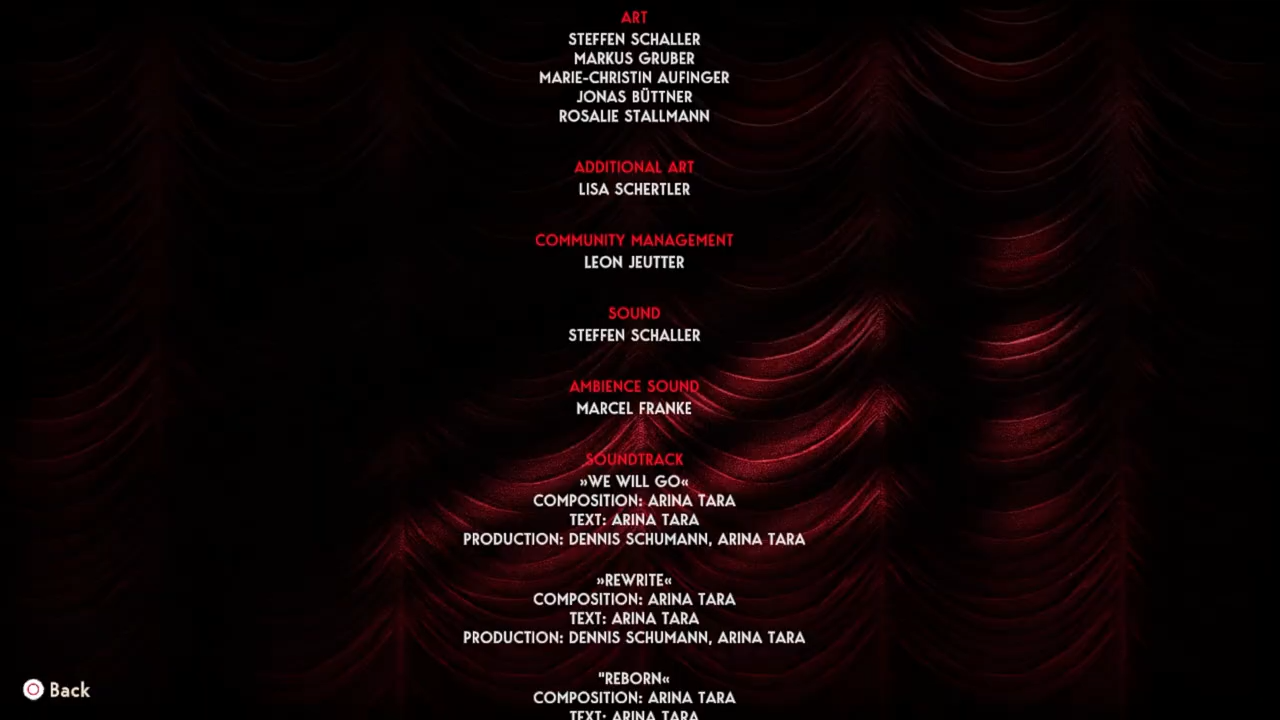 ART
STEFFEN SCHALLER
MARKUS GRUBER
MARIE-CHRISTIN AUFINGER
JONAS BÜTTNER
ROSALIE STALLMANN
ADDITIONAL ART
LISA SCHERTLER
COMMUNITY MANAGEMENT
LEON JEUTTER
SOUND
STEFFEN SCHALLER
AMBIENCE SOUND
MARCEL FRANKE
SOUNDTRACK
»WE WILL GO«
COMPOSITION: ARINA TARA
TEXT: ARINA TARA
PRODUCTION: DENNIS SCHUMANN, ARINA TARA
»REWRITE«
COMPOSITION: ARINA TARA
TEXT: ARINA TARA
PRODUCTION: DENNIS SCHUMANN, ARINA TARA
"REBORN«
COMPOSITION: ARINA TARA
TEXT: ARINA TARA
Back